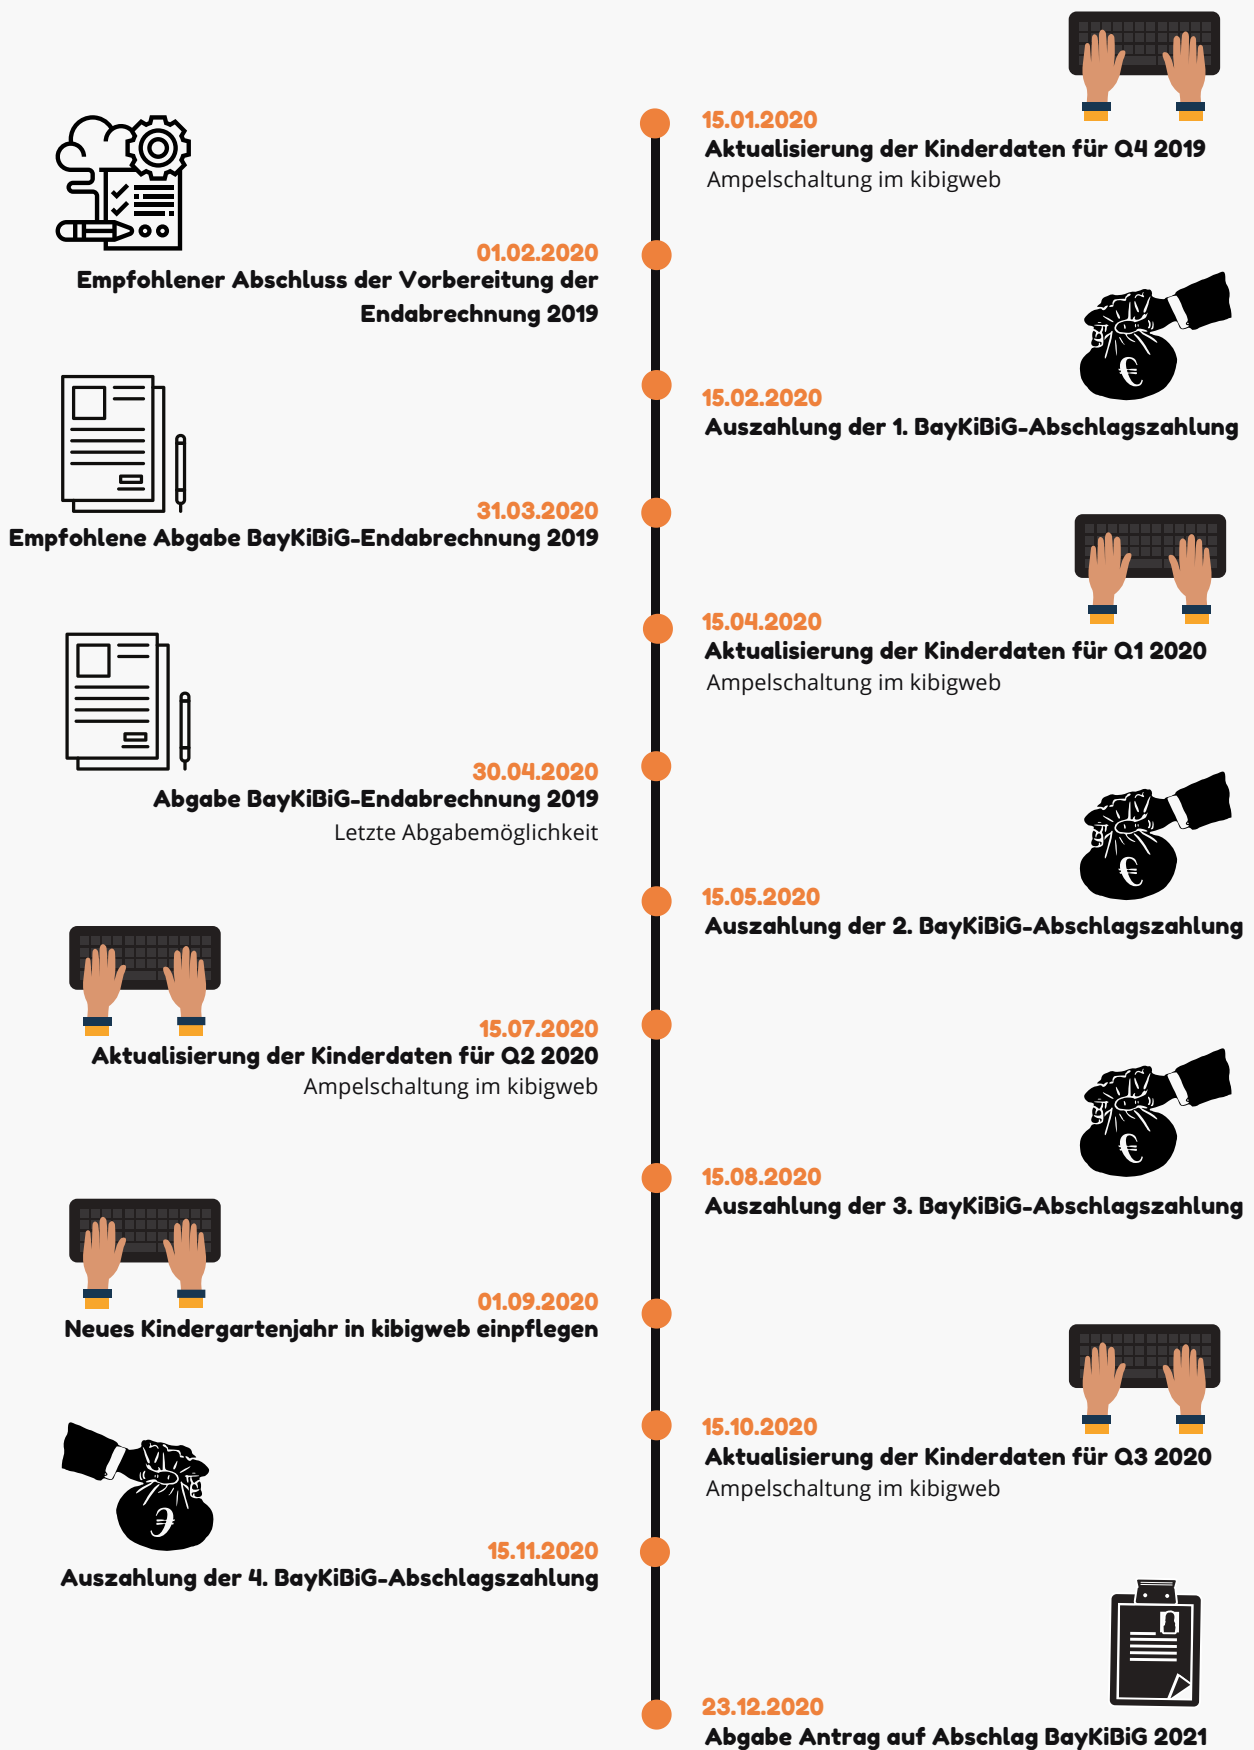 15.01.2020
Aktualisierung der Kinderdaten für Q4 2019
Ampelschaltung im kibigweb
01.02.2020
Empfohlener Abschluss der Vorbereitung der
Endabrechnung 2019
€
15.02.2020
Auszahlung der 1. BayKiBiG-Abschlagszahlung
31.03.2020
Empfohlene Abgabe BayKiBiG-Endabrechnung 2019
15.04.2020
Aktualisierung der Kinderdaten für Q1 2020
Ampelschaltung im kibigweb
30.04.2020
Abgabe BayKiBiG-Endabrechnung 2019
Letzte Abgabemöglichkeit
€
15.05.2020
Auszahlung der 2. BayKiBiG-Abschlagszahlung
15.07.2020
Aktualisierung der Kinderdaten für Q2 2020
Ampelschaltung im kibigweb
€
15.08.2020
Auszahlung der 3. BayKiBiG-Abschlagszahlung
01.09.2020
Neues Kindergartenjahr in kibigweb einpflegen
15.10.2020
Aktualisierung der Kinderdaten für Q3 2020
Ampelschaltung im kibigweb
€
15.11.2020
Auszahlung der 4. BayKiBiG-Abschlagszahlung
23.12.2020
Abgabe Antrag auf Abschlag BayKiBiG 2021